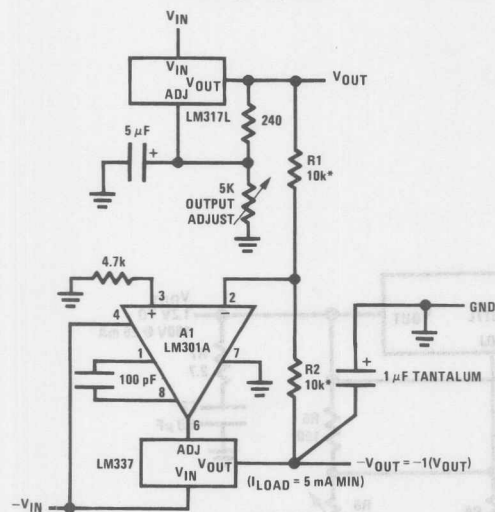 VIN
VIN
VOUT
VOUT
ADJ
LM317L
240
5 μF
+
R1
10k*
5K
OUTPUT
ADJUST
4.7k
3
2
+
4
A1
LM301A
1
7
100 pF
8
6
GND
+
1 μF TANTALUM
R2
10k*
LM337
ADJ
VOUT
VIN
−VOUT = −1(VOUT)
(ILOAD = 5 mA MIN)
−VIN